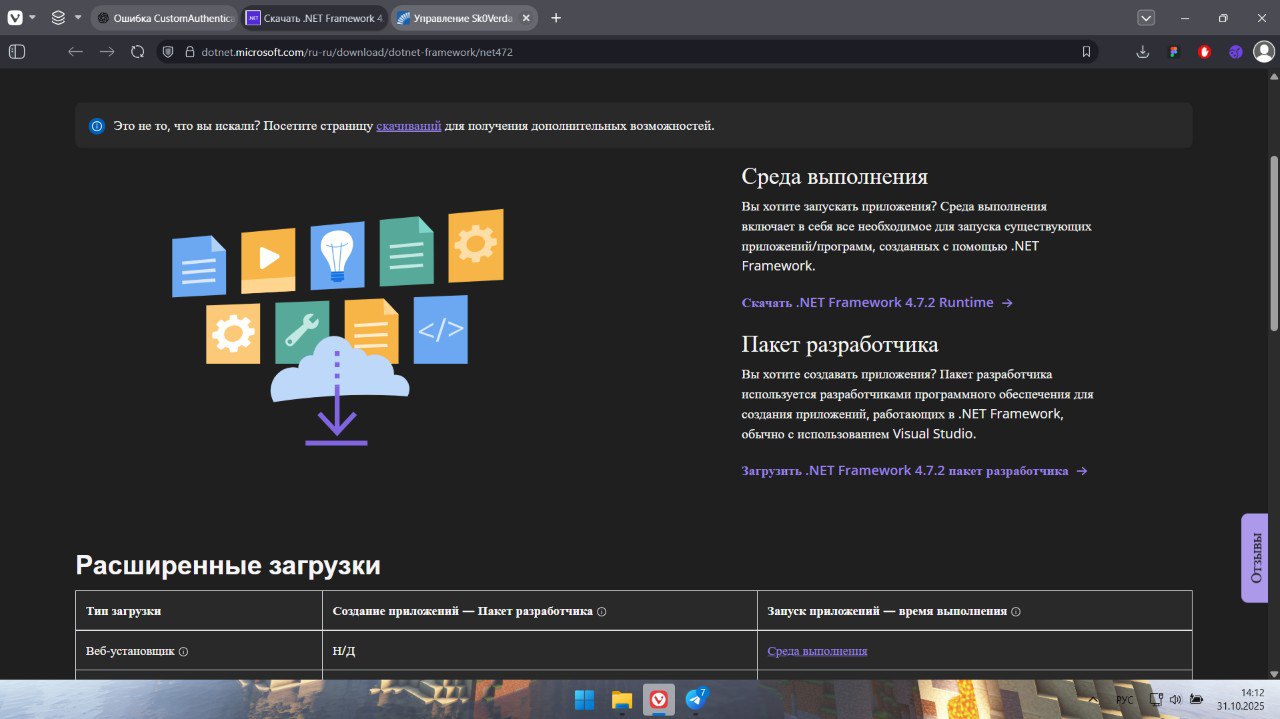 Ошибка CustomAuthentica
.NET
Скачать .NET Framework 4
Управление Sk0Verda
dotnet.microsoft.com/ru-ru/download/dotnet-framework/net472
Это не то, что вы искали? Посетите страницу скачиваний для получения дополнительных возможностей.
Среда выполнения
Вы хотите запускать приложения? Среда выполнения
включает в себя все необходимое для запуска существующих
приложений/программ, созданных с помощью .NET
Framework.
Скачать .NET Framework 4.7.2 Runtime →
Пакет разработчика
Вы хотите создавать приложения? Пакет разработчика
используется разработчиками программного обеспечения для
создания приложений, работающих в .NET Framework,
обычно с использованием Visual Studio.
Загрузить .NET Framework 4.7.2 пакет разработчика →
</>
Отзывы
Расширенные загрузки
Тип загрузки
Создание приложений — Пакет разработчика
Запуск приложений — время выполнения
Веб-установщик
Н/Д
Среда выполнения
7
РУС
14:12
31.10.2025